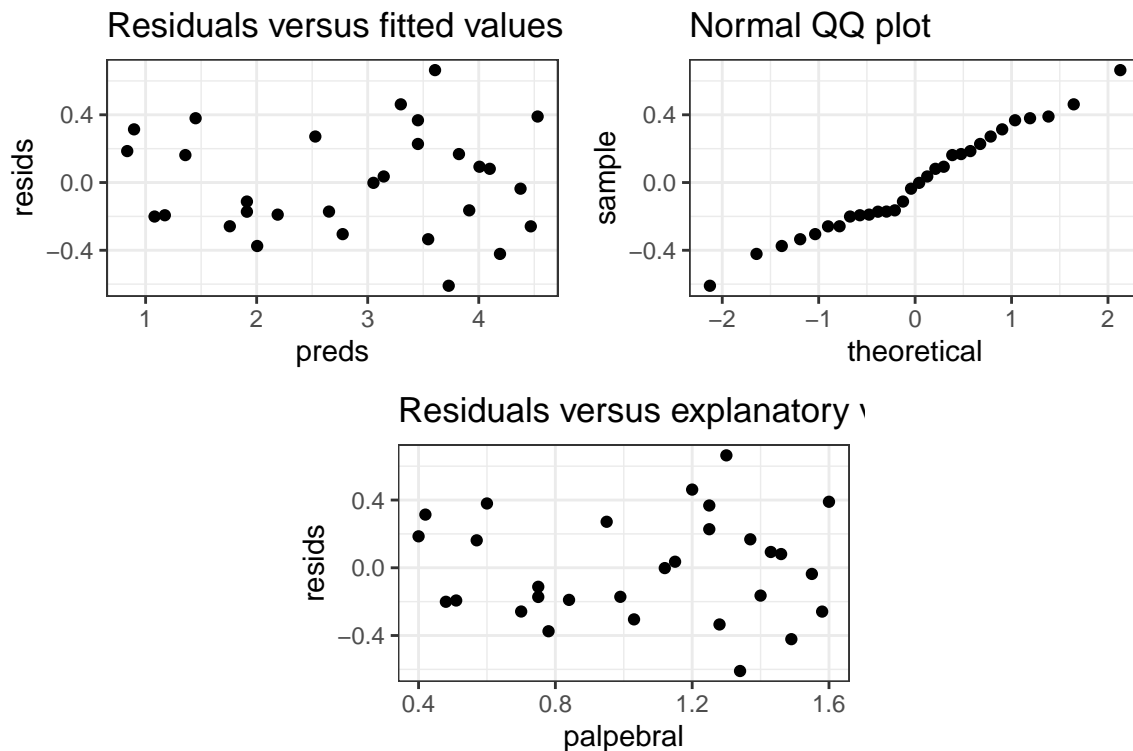 Residuals versus fitted values
0.4
0.0
−0.4
resids
1 2 3 4
preds
Normal QQ plot
0.4
0.0
−0.4
sample
−2 −1 0 1 2
theoretical
Residuals versus explanatory
0.4
0.0
−0.4
resids
0.4 0.8 1.2 1.6
palpebral